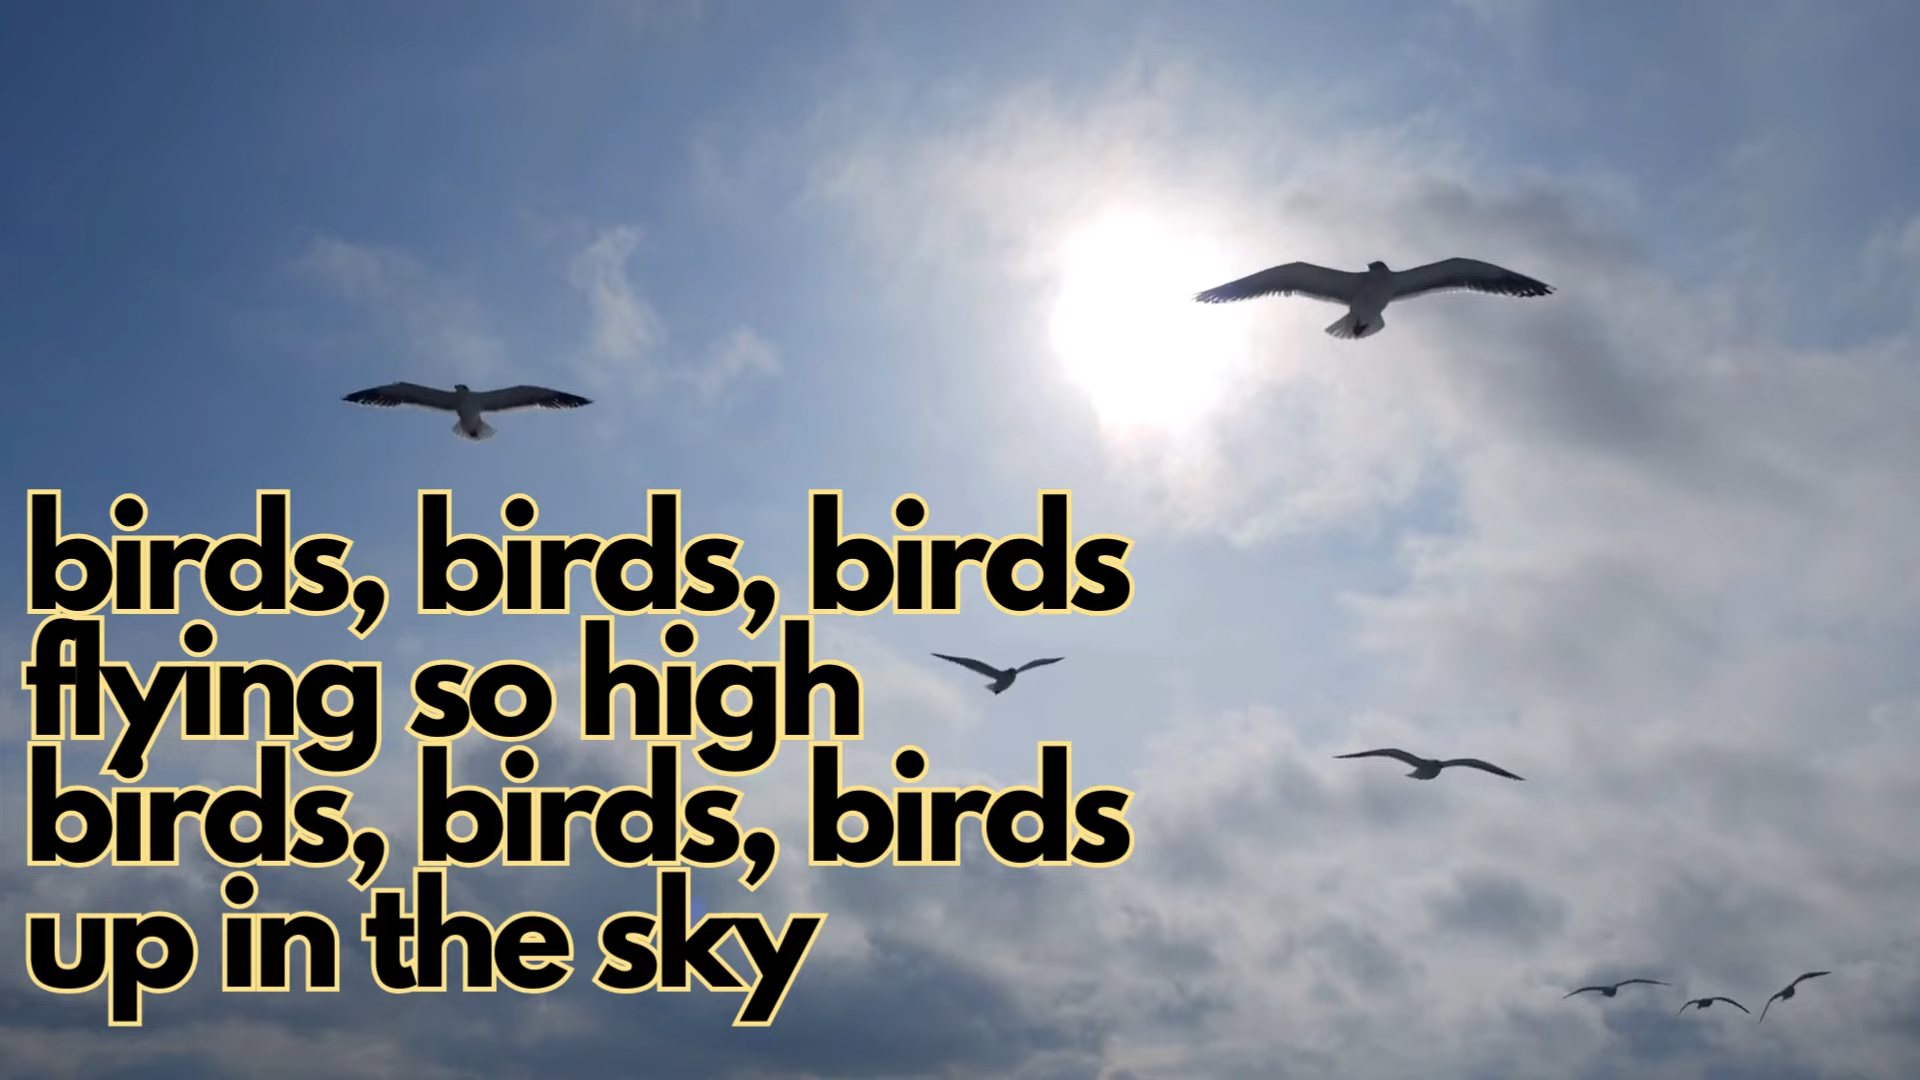 birds, birds, birds
flying so high
birds, birds, birds
up in the sky